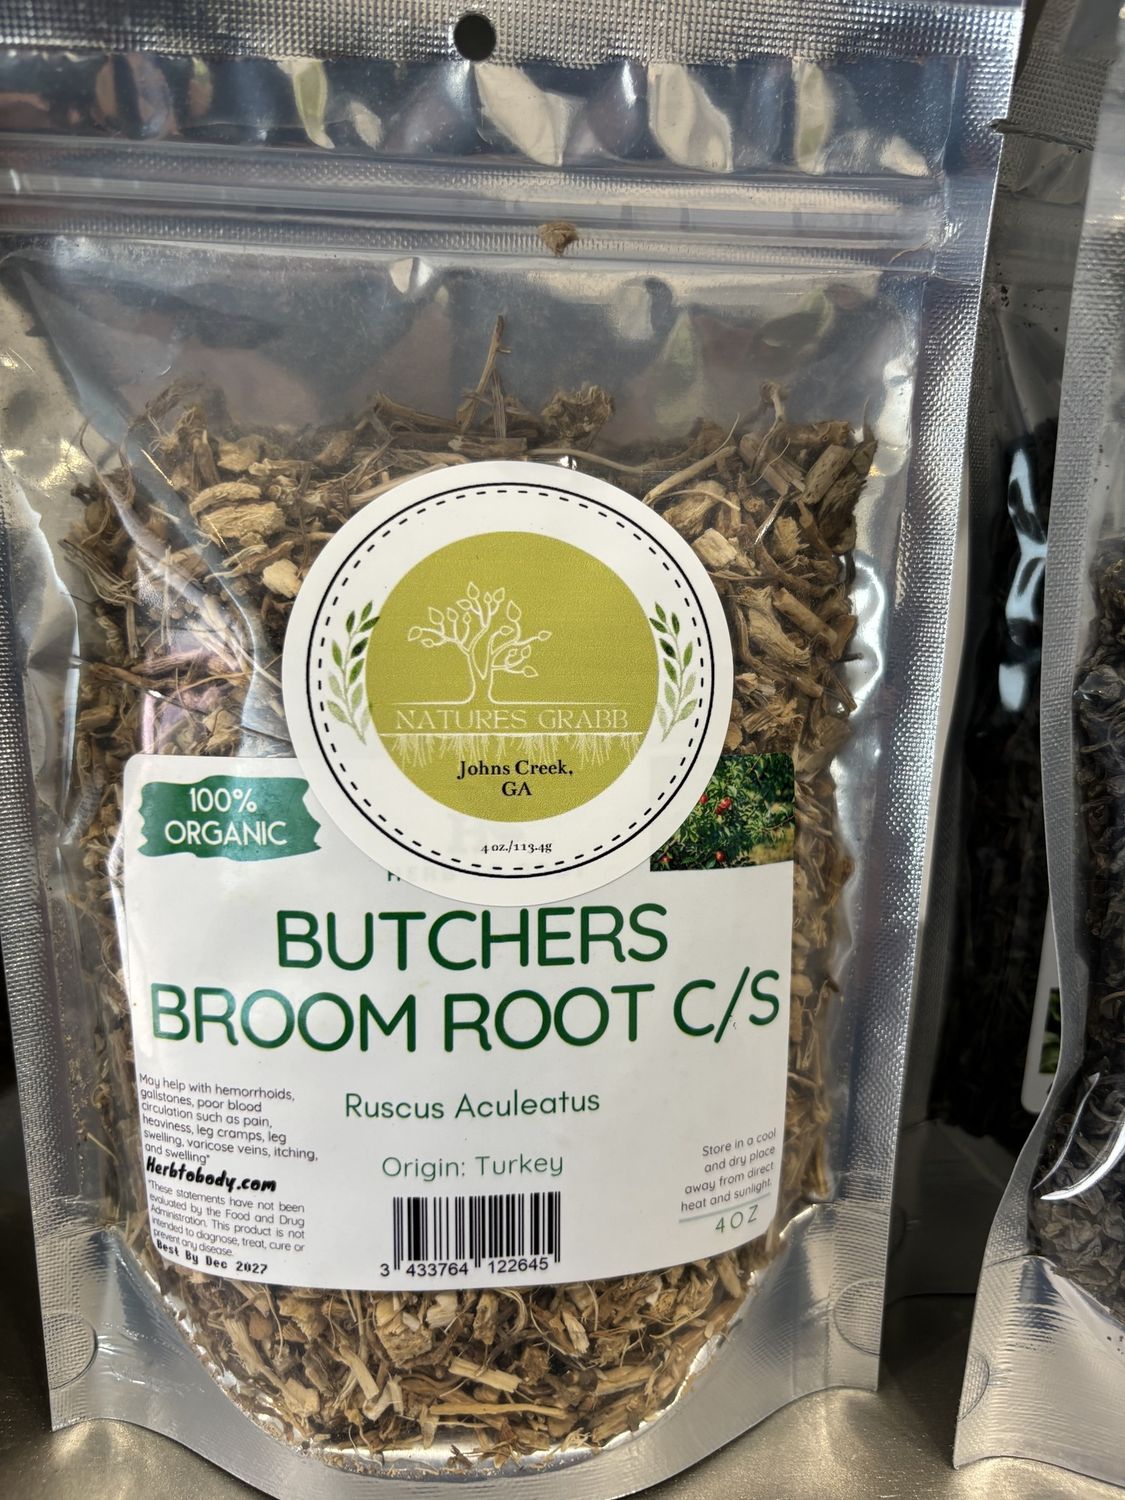 NATURES GRABB
Johns Creek,
GA
4 oz./113.4g
100%
ORGANIC
BUTCHERS
BROOM ROOT C/S
Ruscus Aculeatus
Origin: Turkey
May help with hemorrhoids,
gallstones, poor blood
circulation such as pain,
heaviness, leg cramps, leg
swelling, varicose veins, itching,
and swelling*
Herbtobody.com
*These statements have not been
evaluated by the Food and Drug
Administration. This product is not
intended to diagnose, treat, cure or
prevent any disease.
Best By Dec 2027
3 433764 122645
Store in a cool
and dry place
away from direct
heat and sunlight.
4OZ